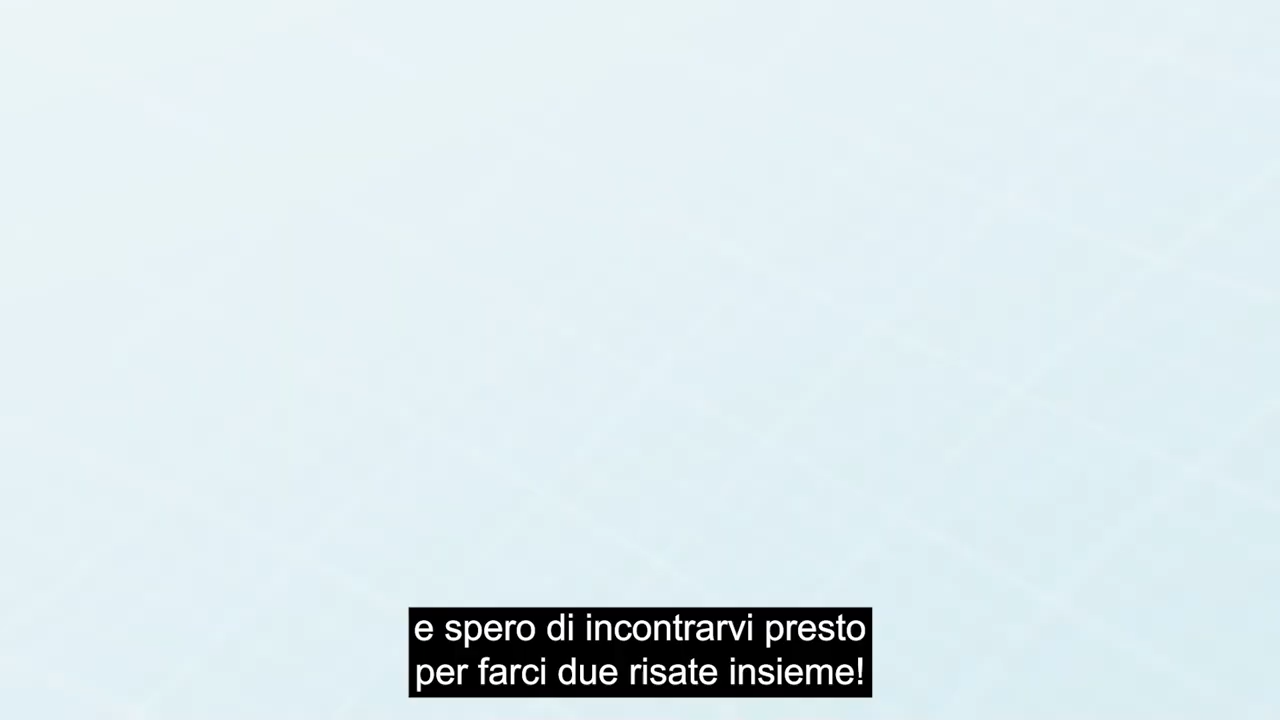 e spero di incontrarvi presto
per farci due risate insieme!